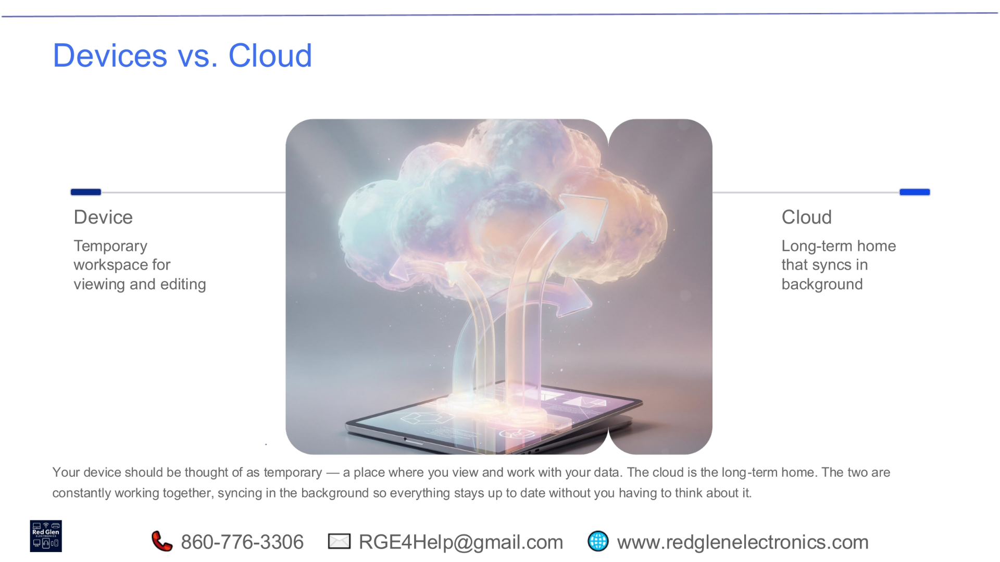 Devices vs. Cloud
Device
Temporary
workspace for
viewing and editing
Cloud
Long-term home
that syncs in
background
Your device should be thought of as temporary — a place where you view and work with your data. The cloud is the long-term home. The two are
constantly working together, syncing in the background so everything stays up to date without you having to think about it.
Red Glen
ELECTRONICS
860-776-3306 RGE4Help@gmail.com www.redglenelectronics.com